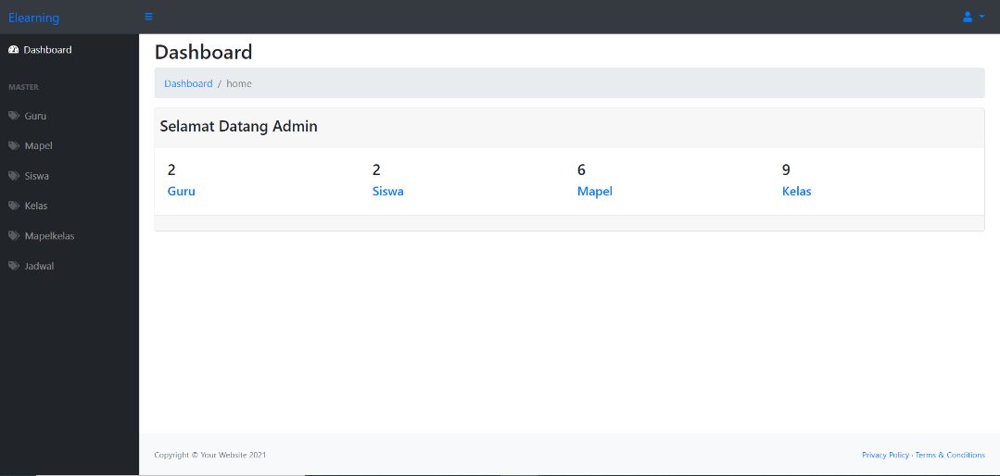 Elearning
Dashboard
MASTER
Guru
Mapel
Siswa
Kelas
Mapelkelas
Jadwal
Dashboard
Dashboard / home
Selamat Datang Admin
2 2 6 9
Guru Siswa Mapel Kelas
Copyright © Your Website 2021
Privacy Policy · Terms & Conditions